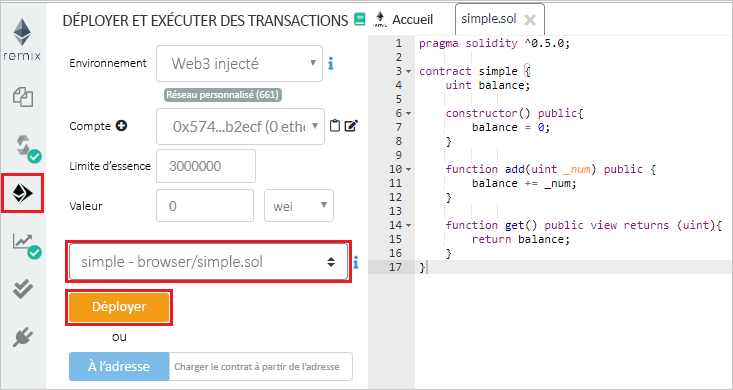 remix
DÉPLOYER ET EXÉCUTER DES TRANSACTIONS
Environnement
Web3 injecté
Réseau personnalisé (661)
Compte
0x574...b2ecf (0 ethe
Limite d’essence
3000000
Valeur
0
wei
simple - browser/simple.sol
Déployer
ou
À l’adresse
Charger le contrat à partir de l’adresse
Accueil
simple.sol
1 pragma solidity ^0.5.0;
2
3 contract simple {
4 uint balance;
5
6 constructor() public{
7 balance = 0;
8 }
9
10 function add(uint _num) public {
11 balance += _num;
12 }
13
14 function get() public view returns (uint){
15 return balance;
16 }
17 }